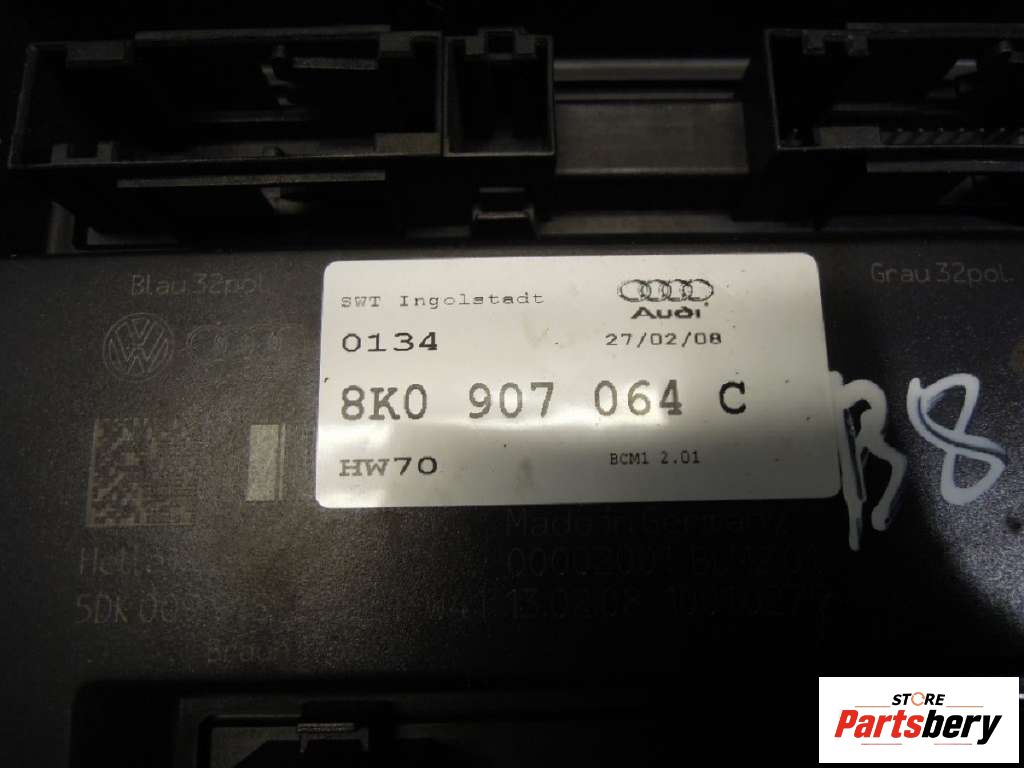 Blau 32pol.
Grau 32pol.
SWT Ingolstadt
Audi
0134
27/02/08
8K0 907 064 C
HW70
BCM1 2.01
B8
Made in Germany
Hella
STORE
Partsbery